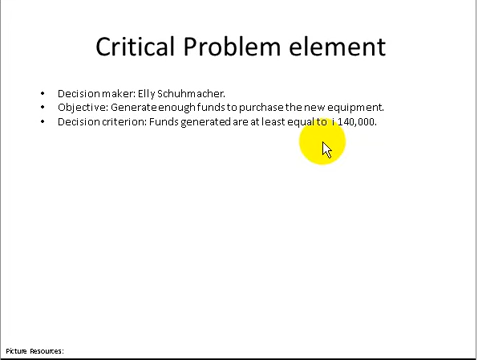 Critical Problem element
• Decision maker: Elly Schuhmacher.
• Objective: Generate enough funds to purchase the new equipment.
• Decision criterion: Funds generated are at least equal to i 140,000.
Picture Resources: